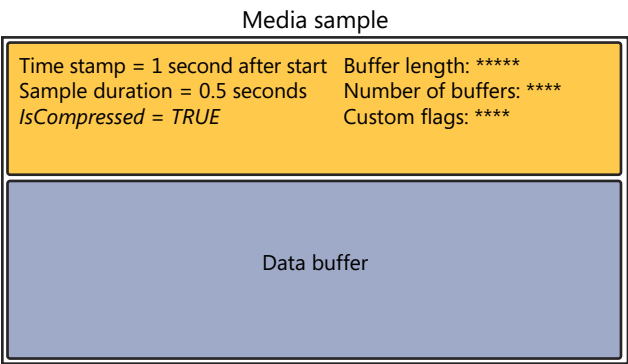 Media sample
Time stamp = 1 second after start Buffer length: *****
Sample duration = 0.5 seconds Number of buffers: ****
IsCompressed = TRUE Custom flags: ****
Data buffer